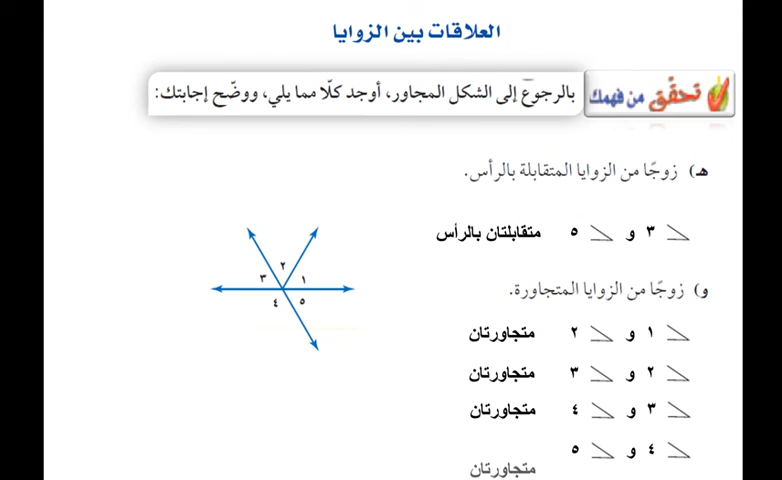 العلاقات بين الزوايا
تحقق من فهمك
بالرجوع إلى الشكل المجاور، أوجد كلًا مما يلي، ووضّح إجابتك:
هـ) زوجًا من الزوايا المتقابلة بالرأس.
٣ و ٥ متقابلتان بالرأس
و) زوجًا من الزوايا المتجاورة.
١ و ٢ متجاورتان
٢ و ٣ متجاورتان
٣ و ٤ متجاورتان
٤ و ٥ متجاورتان
٢
٣ ١
٤ ٥